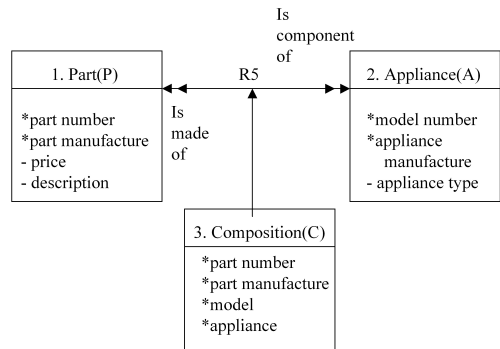 Is
component
of
1. Part(P)
R5
2. Appliance(A)
*part number
*part manufacture
- price
- description
Is
made
of
*model number
*appliance
manufacture
- appliance type
3. Composition(C)
*part number
*part manufacture
*model
*appliance